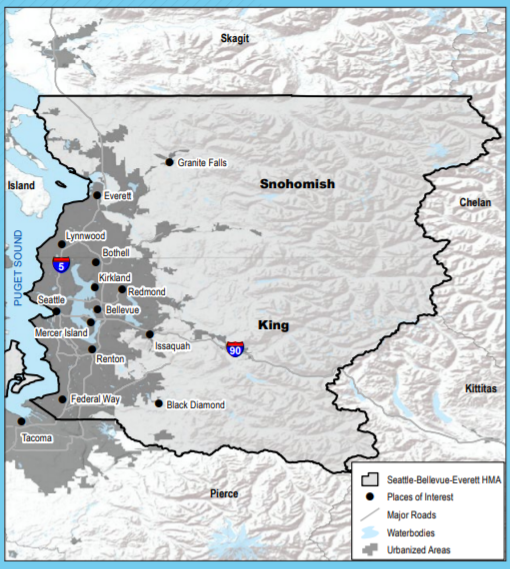 Skagit
Granite Falls
Snohomish
Island
Everett
Chelan
Lynnwood
PUGET SOUND
Bothell
5
Kirkland
Redmond
Seattle
Bellevue
Mercer Island
King
Issaquah
90
Renton
Kittitas
Federal Way
Black Diamond
Tacoma
Pierce
Seattle-Bellevue-Everett HMA
Places of Interest
Major Roads
Waterbodies
Urbanized Areas